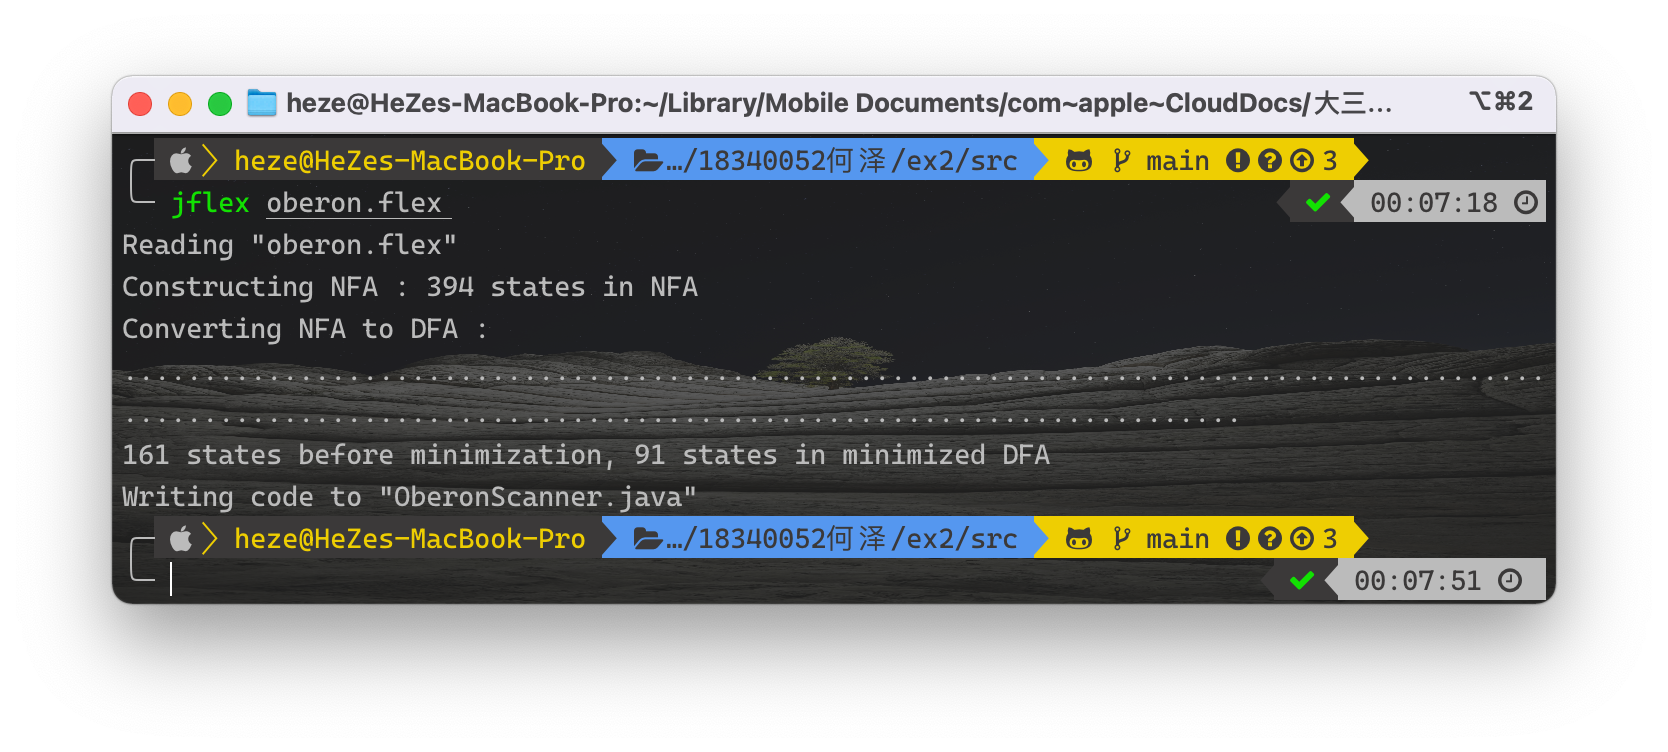 heze@HeZes-MacBook-Pro:~/Library/Mobile Documents/com~apple~CloudDocs/大三... ⌥⌘2
heze@HeZes-MacBook-Pro …/18340052何泽/ex2/src main ! ? 3
jflex oberon.flex 00:07:18
Reading "oberon.flex"
Constructing NFA : 394 states in NFA
Converting NFA to DFA :
.........................................................................................
......................................................................
161 states before minimization, 91 states in minimized DFA
Writing code to "OberonScanner.java"
heze@HeZes-MacBook-Pro …/18340052何泽/ex2/src main ! ? 3
00:07:51